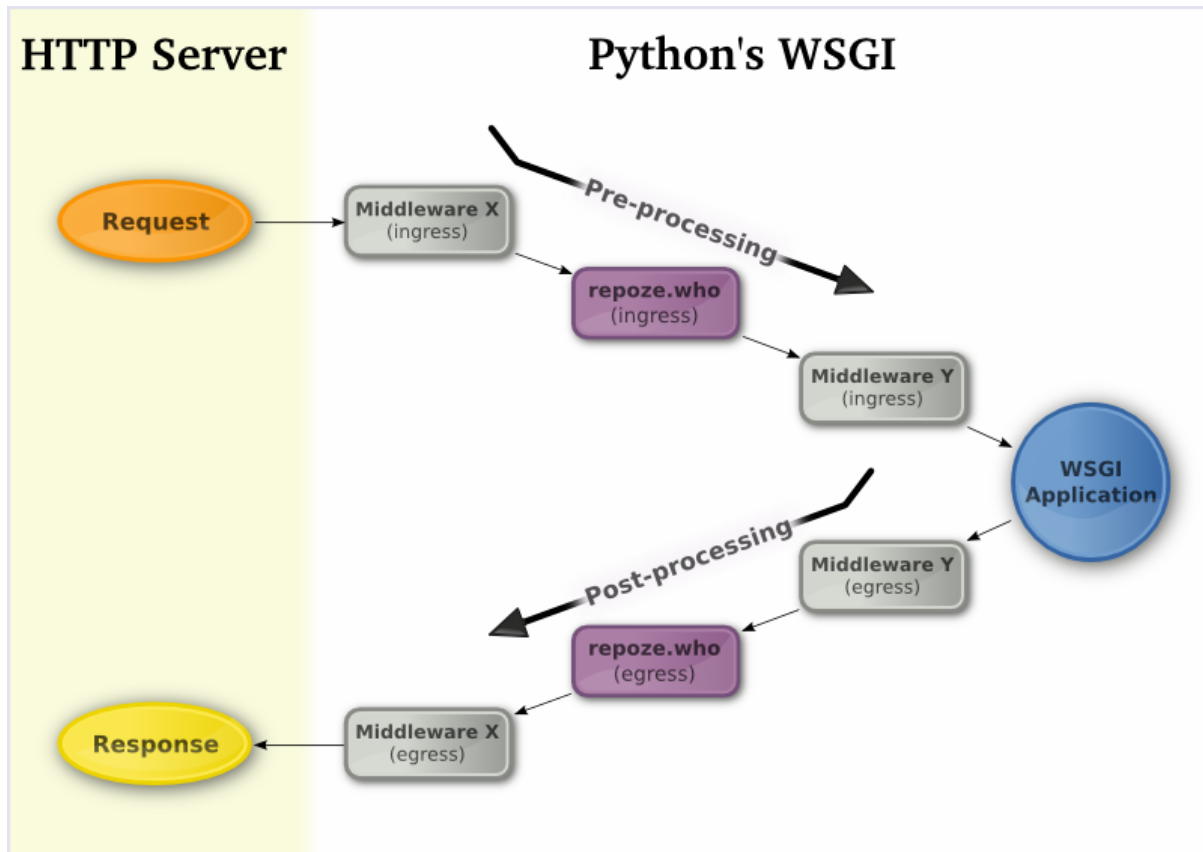 HTTP Server
Python's WSGI
Pre-processing
Request
Middleware X
(ingress)
repoze.who
(ingress)
Middleware Y
(ingress)
WSGI
Application
Post-processing
Middleware Y
(egress)
repoze.who
(egress)
Middleware X
(egress)
Response